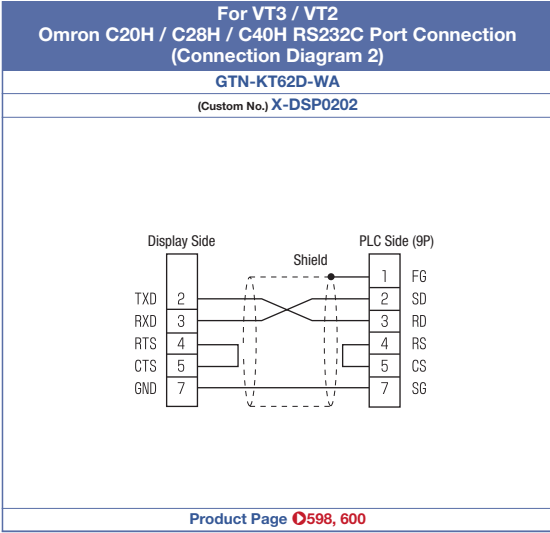 For VT3 / VT2
Omron C20H / C28H / C40H RS232C Port Connection
(Connection Diagram 2)
GTN-KT62D-WA
(Custom No.) X-DSP0202
Display Side
PLC Side (9P)
Shield
1 FG
TXD 2
2 SD
RXD 3
3 RD
RTS 4
4 RS
CTS 5
5 CS
GND 7
7 SG
Product Page 598, 600